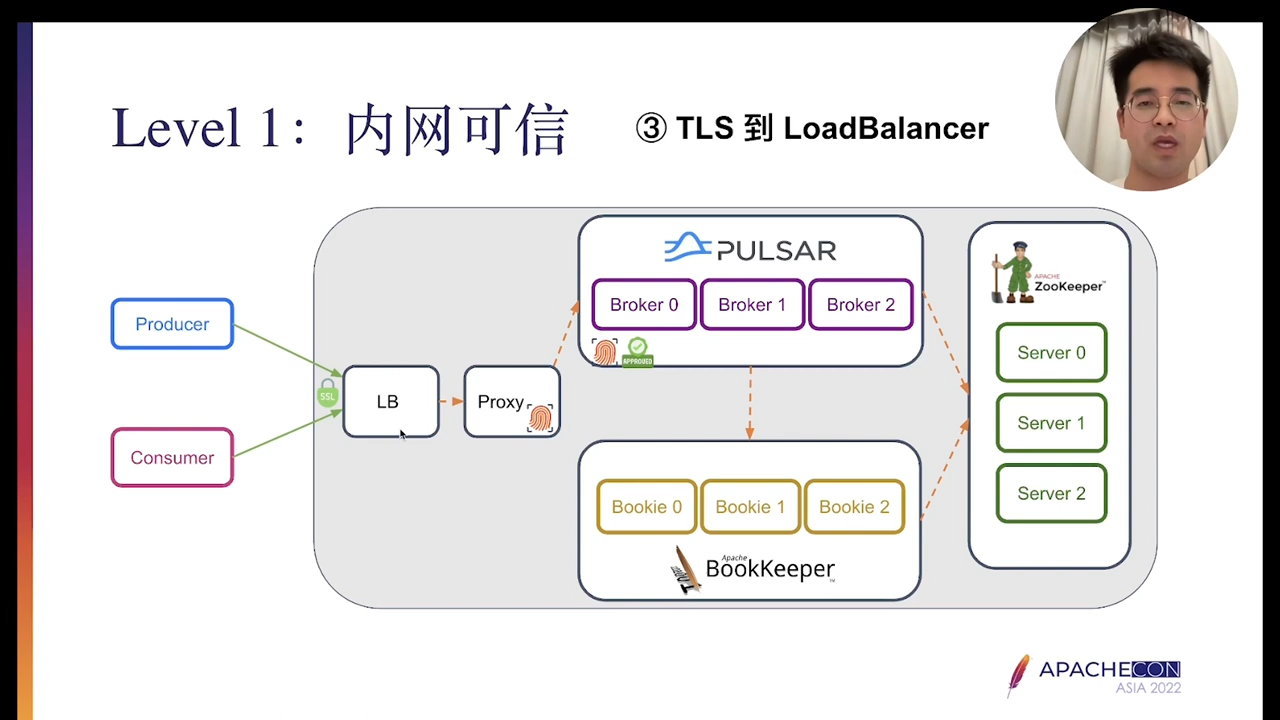 Level 1：内网可信
③ TLS 到 LoadBalancer
PULSAR
Broker 0
Broker 1
Broker 2
APPROVED
APACHE
ZooKeeper™
Server 0
Server 1
Server 2
Producer
Consumer
SSL
LB
Proxy
Bookie 0
Bookie 1
Bookie 2
Apache
BookKeeper™
APACHECON
ASIA 2022